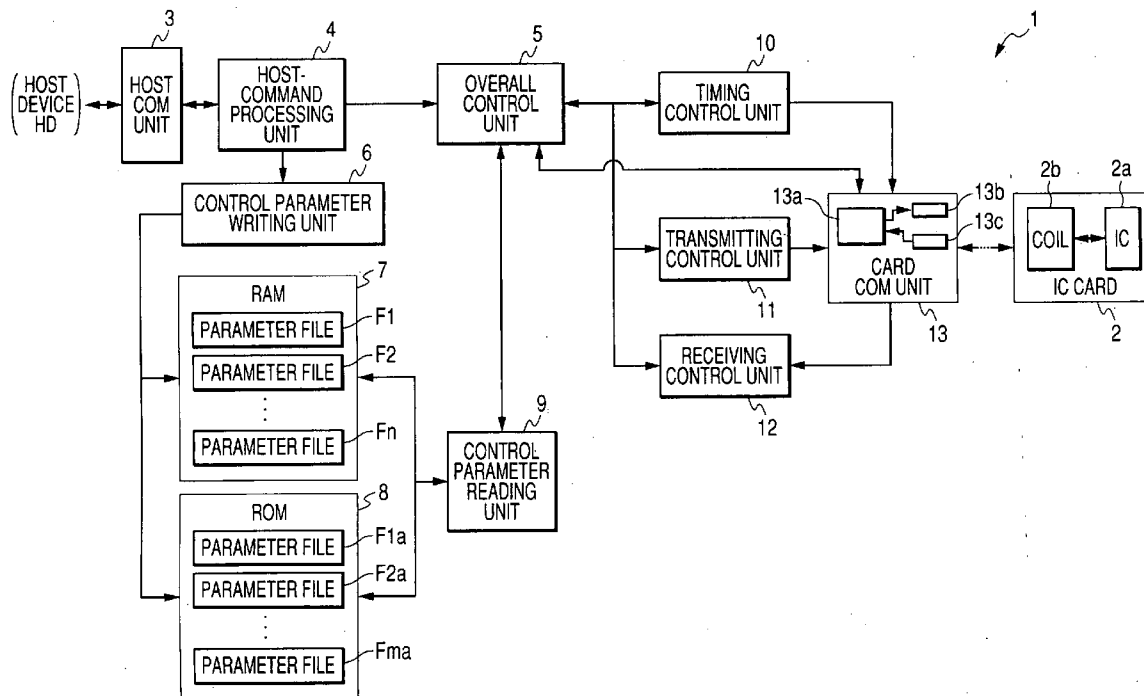 1
3
4
5
10
(HOST
DEVICE
HD)
HOST
COM
UNIT
HOST-
COMMAND
PROCESSING
UNIT
OVERALL
CONTROL
UNIT
TIMING
CONTROL UNIT
6
CONTROL PARAMETER
WRITING UNIT
13a
13b
13c
CARD
COM UNIT
13
2b
2a
COIL
IC
IC CARD
2
TRANSMITTING
CONTROL UNIT
11
RECEIVING
CONTROL UNIT
12
7
RAM
PARAMETER FILE F1
PARAMETER FILE F2
PARAMETER FILE Fn
9
CONTROL
PARAMETER
READING
UNIT
8
ROM
PARAMETER FILE F1a
PARAMETER FILE F2a
PARAMETER FILE Fma